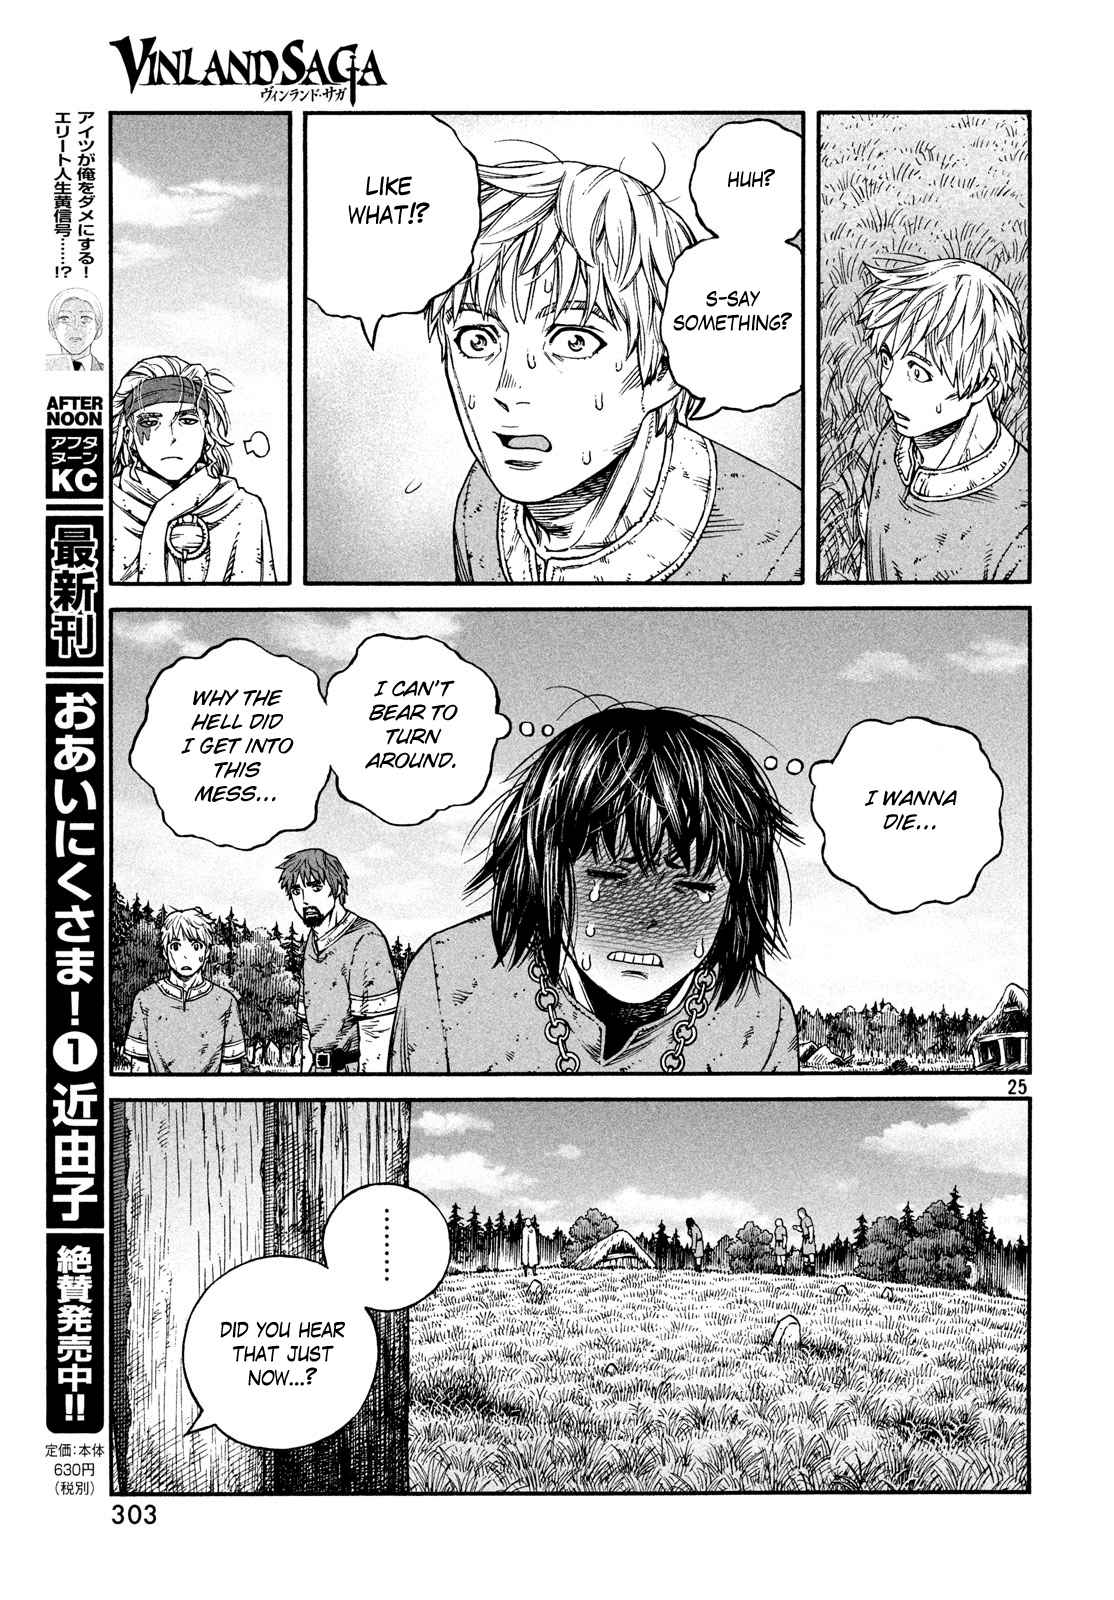 VINLAND SAGA
ヴィンランド・サガ
HUH?
S-SAY
SOMETHING?
LIKE
WHAT!?
I WANNA
DIE...
I CAN'T
BEAR TO
TURN
AROUND.
WHY THE
HELL DID
I GET INTO
THIS
MESS...
25
.........
DID YOU HEAR
THAT JUST
NOW...?
アイツが俺をダメにする!
エリート人生黄信号……!?
AFTER
NOON
アフタ
ヌーン
KC
最新刊
おあいにくさま!❶近由子
絶賛発売中!!
定価:本体
630円
(税別)
303